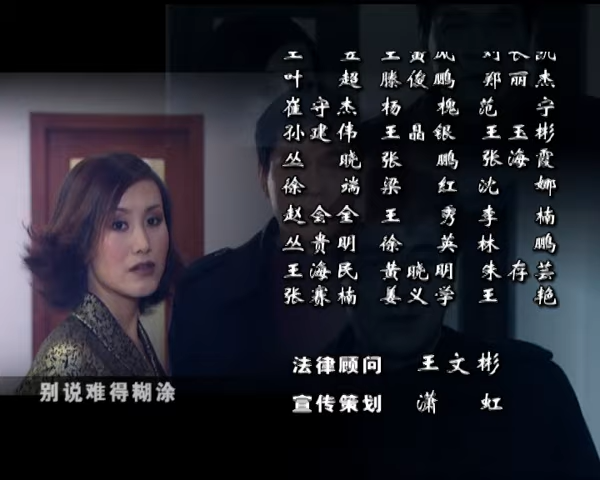 叶超 滕俊鹏 郑丽杰
崔守杰 杨槐 范宁
孙建伟 王晶银 王玉彬
丛晓 张鹏 张海霞
徐端 梁红 沈娜
赵会全 王秀 李楠
丛贵明 徐英 林鹏
王海民 黄晓明 朱存芸
张赛楠 姜义学 王艳
法律顾问 王文彬
别说难得糊涂
宣传策划 潇虹